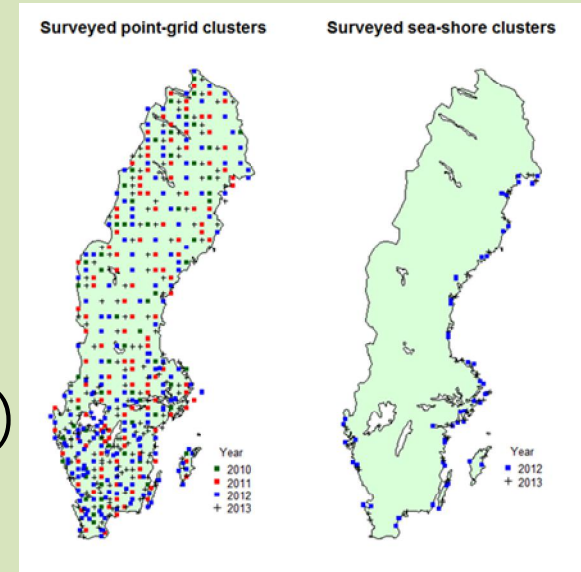 Surveyed point-grid clusters
Surveyed sea-shore clusters
Year
2010
2011
2012
2013
Year
2012
2013